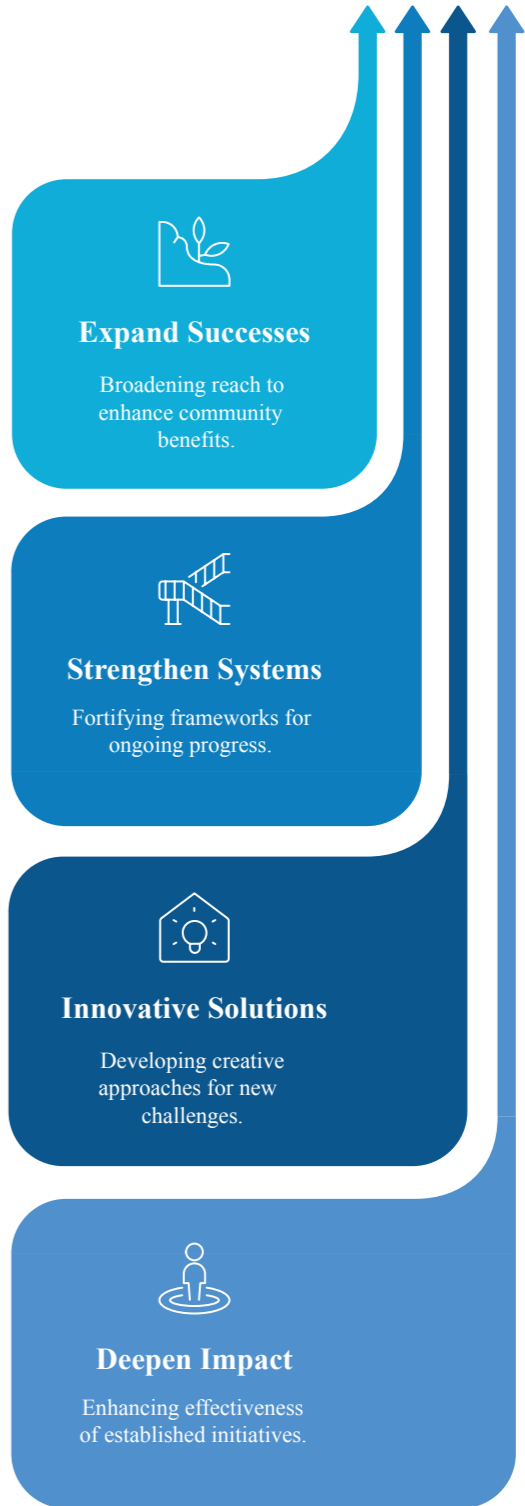 Expand Successes
Broadening reach to
enhance community
benefits.
Strengthen Systems
Fortifying frameworks for
ongoing progress.
Innovative Solutions
Developing creative
approaches for new
challenges.
Deepen Impact
Enhancing effectiveness
of established initiatives.